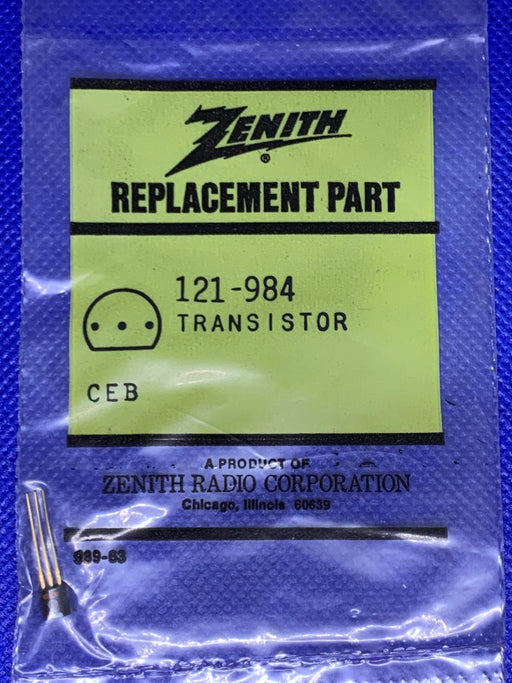 ZENITH
®
REPLACEMENT PART
121-984
TRANSISTOR
CEB
A PRODUCT OF
ZENITH RADIO CORPORATION
Chicago, Illinois 60639